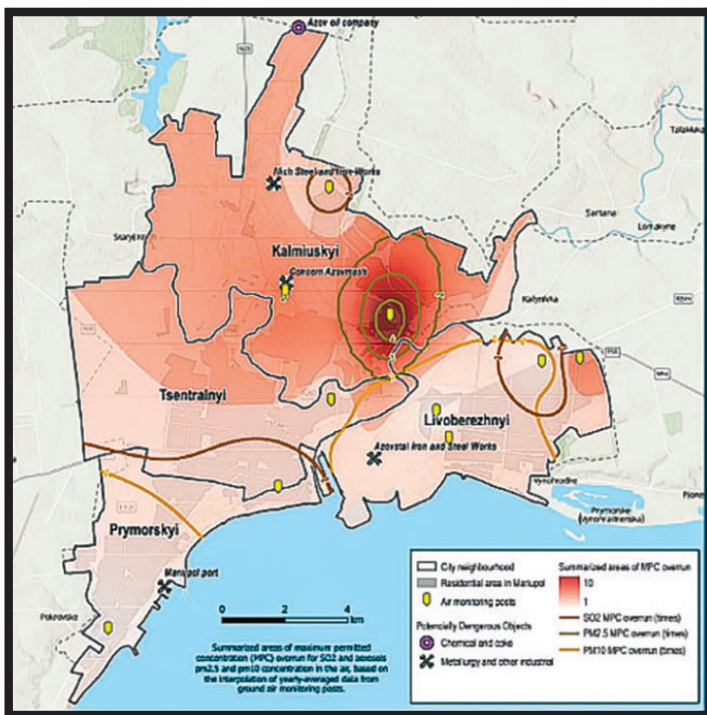 Azov oil company
Talakivka
Ilich Steel and Iron Works
Sartana
Lomakyne
Kalmiuskyi
Concern Azovmash
Kalynivka
Tsentralnyi
Livoberezhnyi
Azovstal Iron and Steel Works
Vynohradne
Prymorske
(Vynohradnenska)
Prymorskyi
Mariupol port
Pokrovske
0 2 4
km
Summarized areas of maximum permitted
concentration (MPC) overrun for SO2 and aerosols
pm2.5 and pm10 concentration in the air, based on
the interpolation of yearly-averaged data from
ground air monitoring posts.
City neighbourhood
Residential area in Mariupol
Air monitoring posts
Potencially Dangerous Objects
Chemical and coke
Metallurgy and other industrial
Summarized areas of MPC overrun
10
1
SO2 MPC overrun (times)
PM2.5 MPC overrun (times)
PM10 MPC overrun (times)